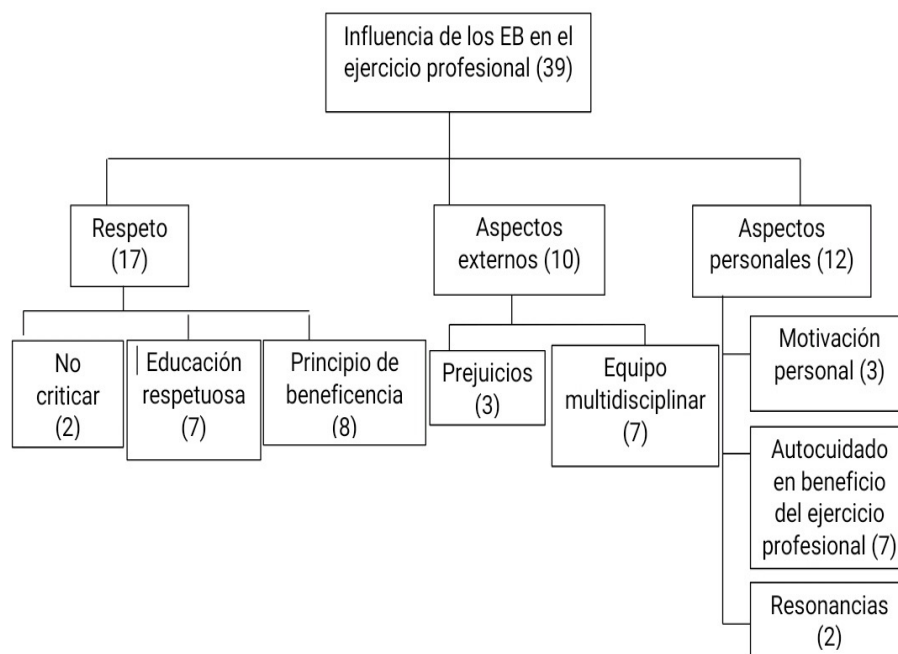 Influencia de los EB en el
ejercicio profesional (39)
Respeto
(17)
Aspectos
externos (10)
Aspectos
personales (12)
No
criticar
(2)
Educación
respetuosa
(7)
Principio de
beneficencia
(8)
Prejuicios
(3)
Equipo
multidisciplinar
(7)
Motivación
personal (3)
Autocuidado
en beneficio
del ejercicio
profesional (7)
Resonancias
(2)